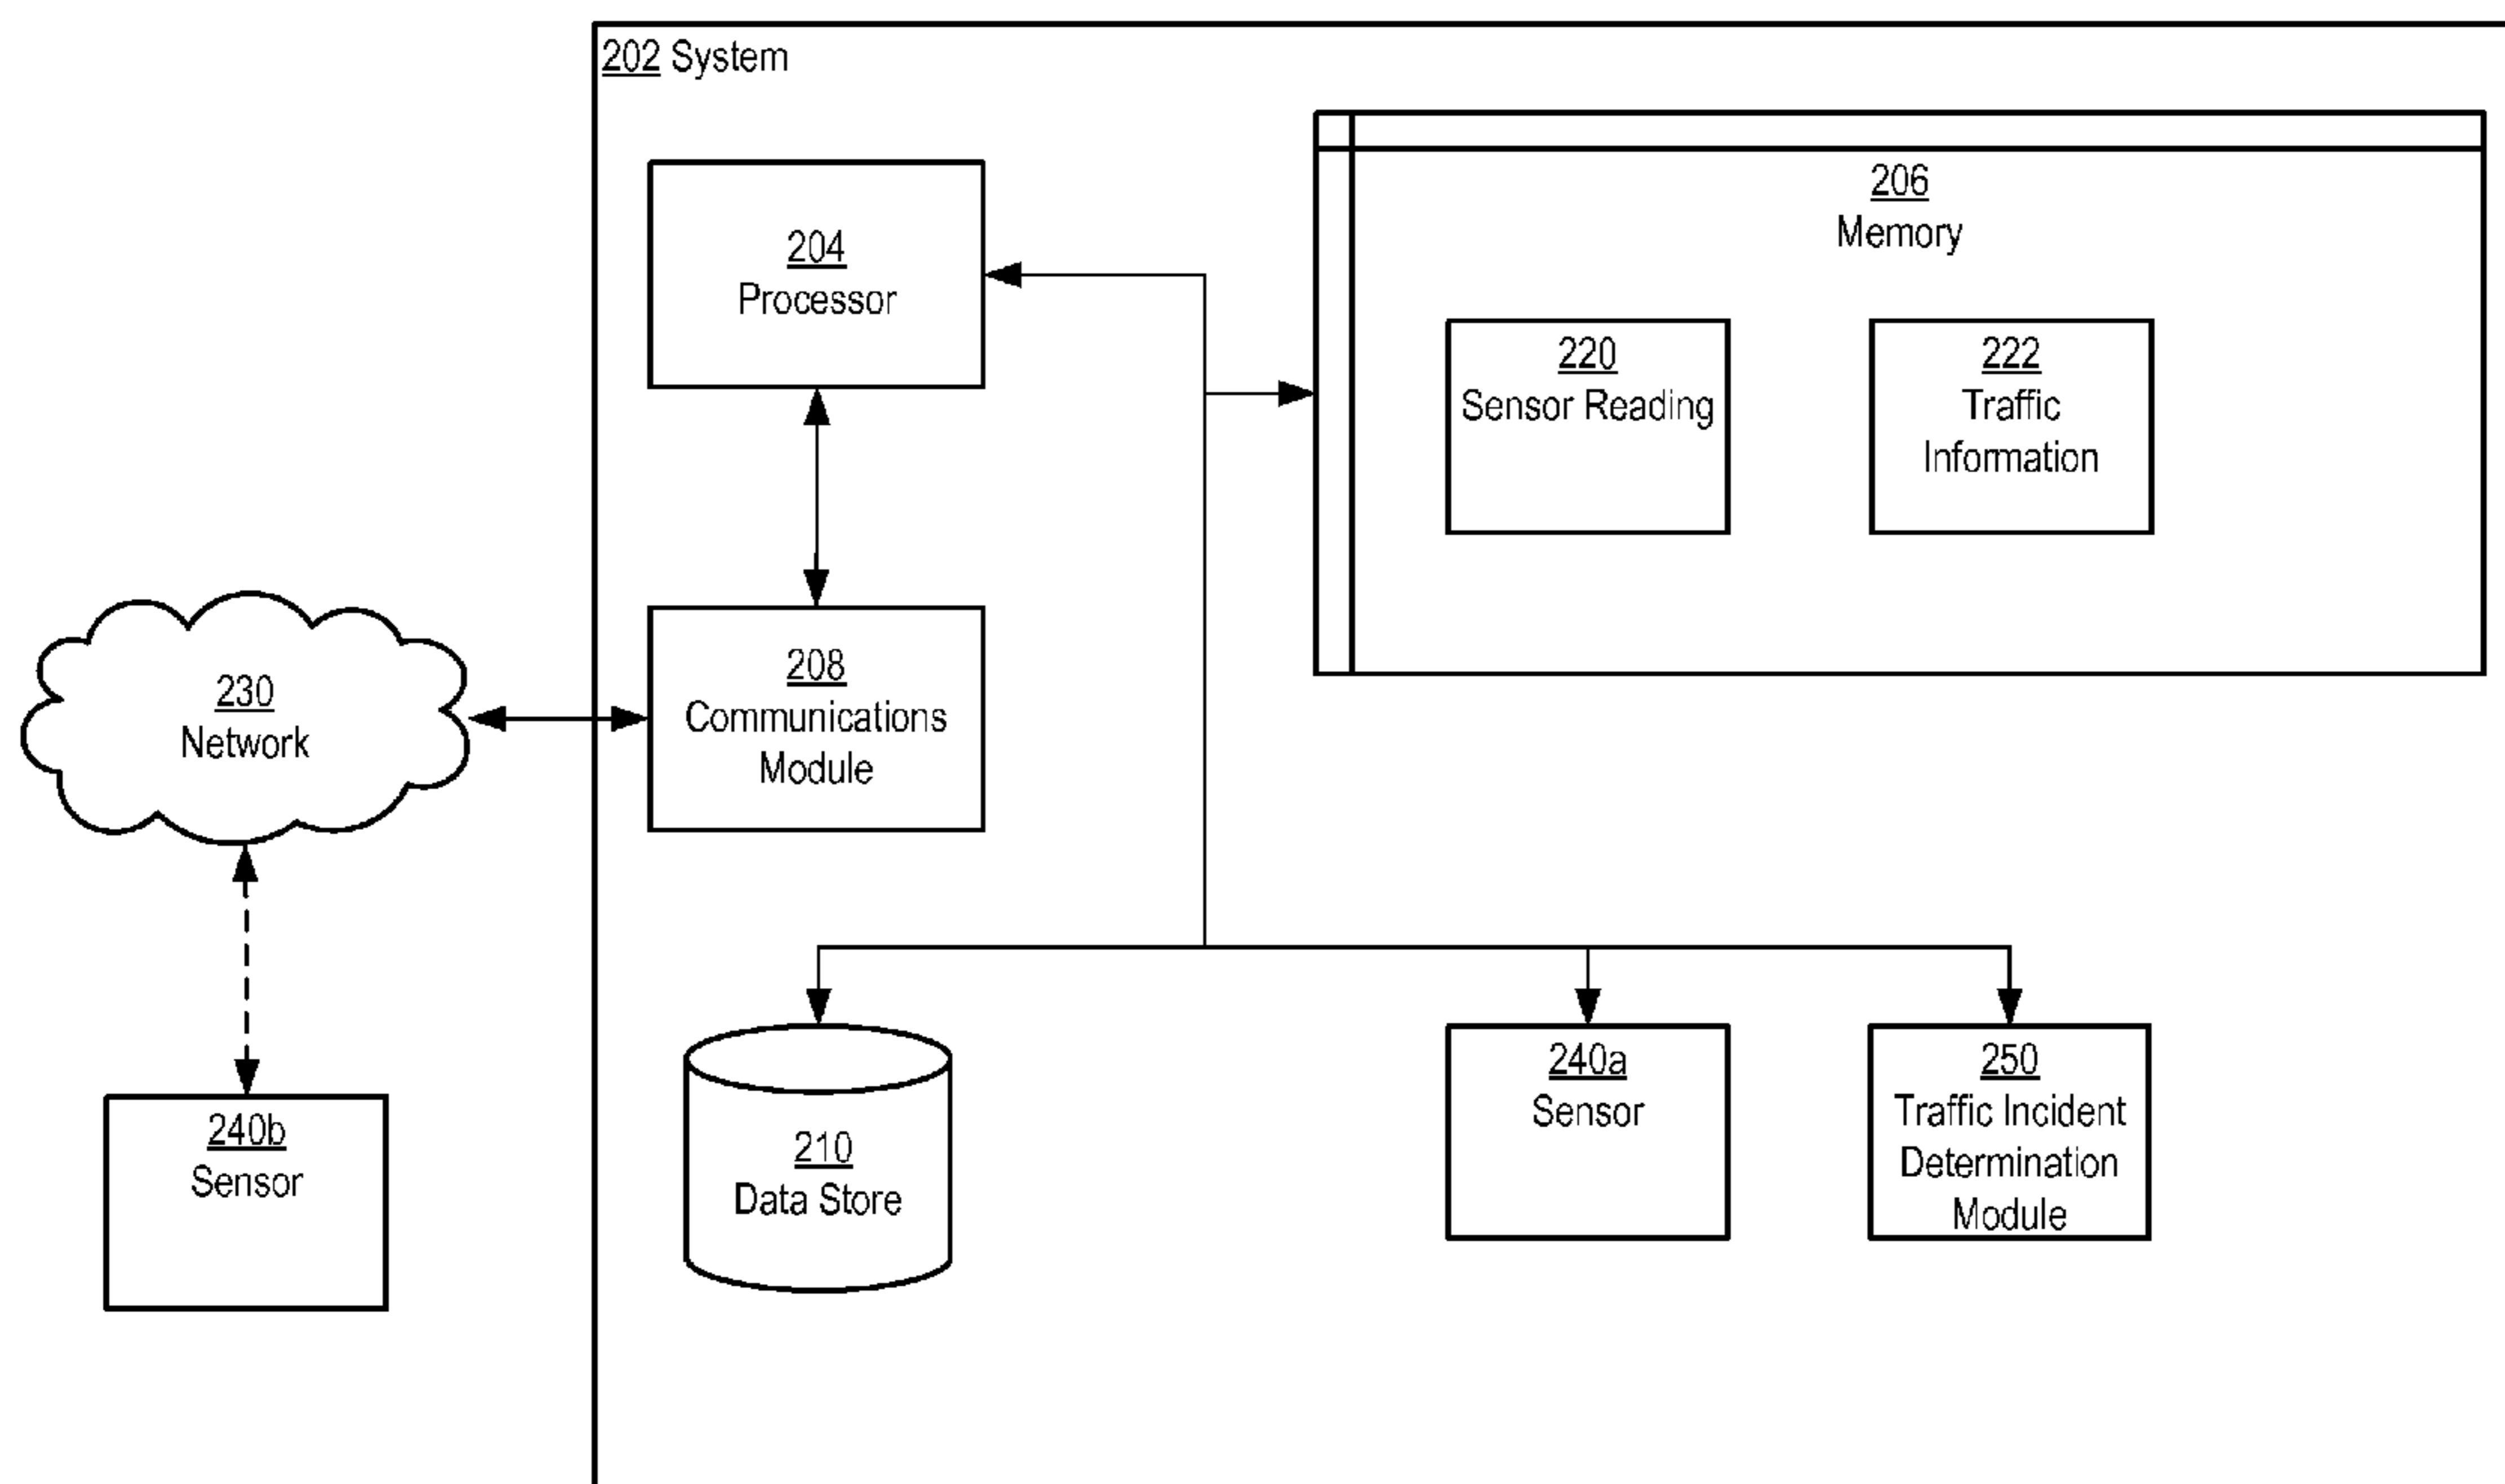 202 System
204
Processor
206
Memory
220
Sensor Reading
222
Traffic
Information
208
Communications
Module
230
Network
240b
Sensor
210
Data Store
240a
Sensor
250
Traffic Incident
Determination
Module